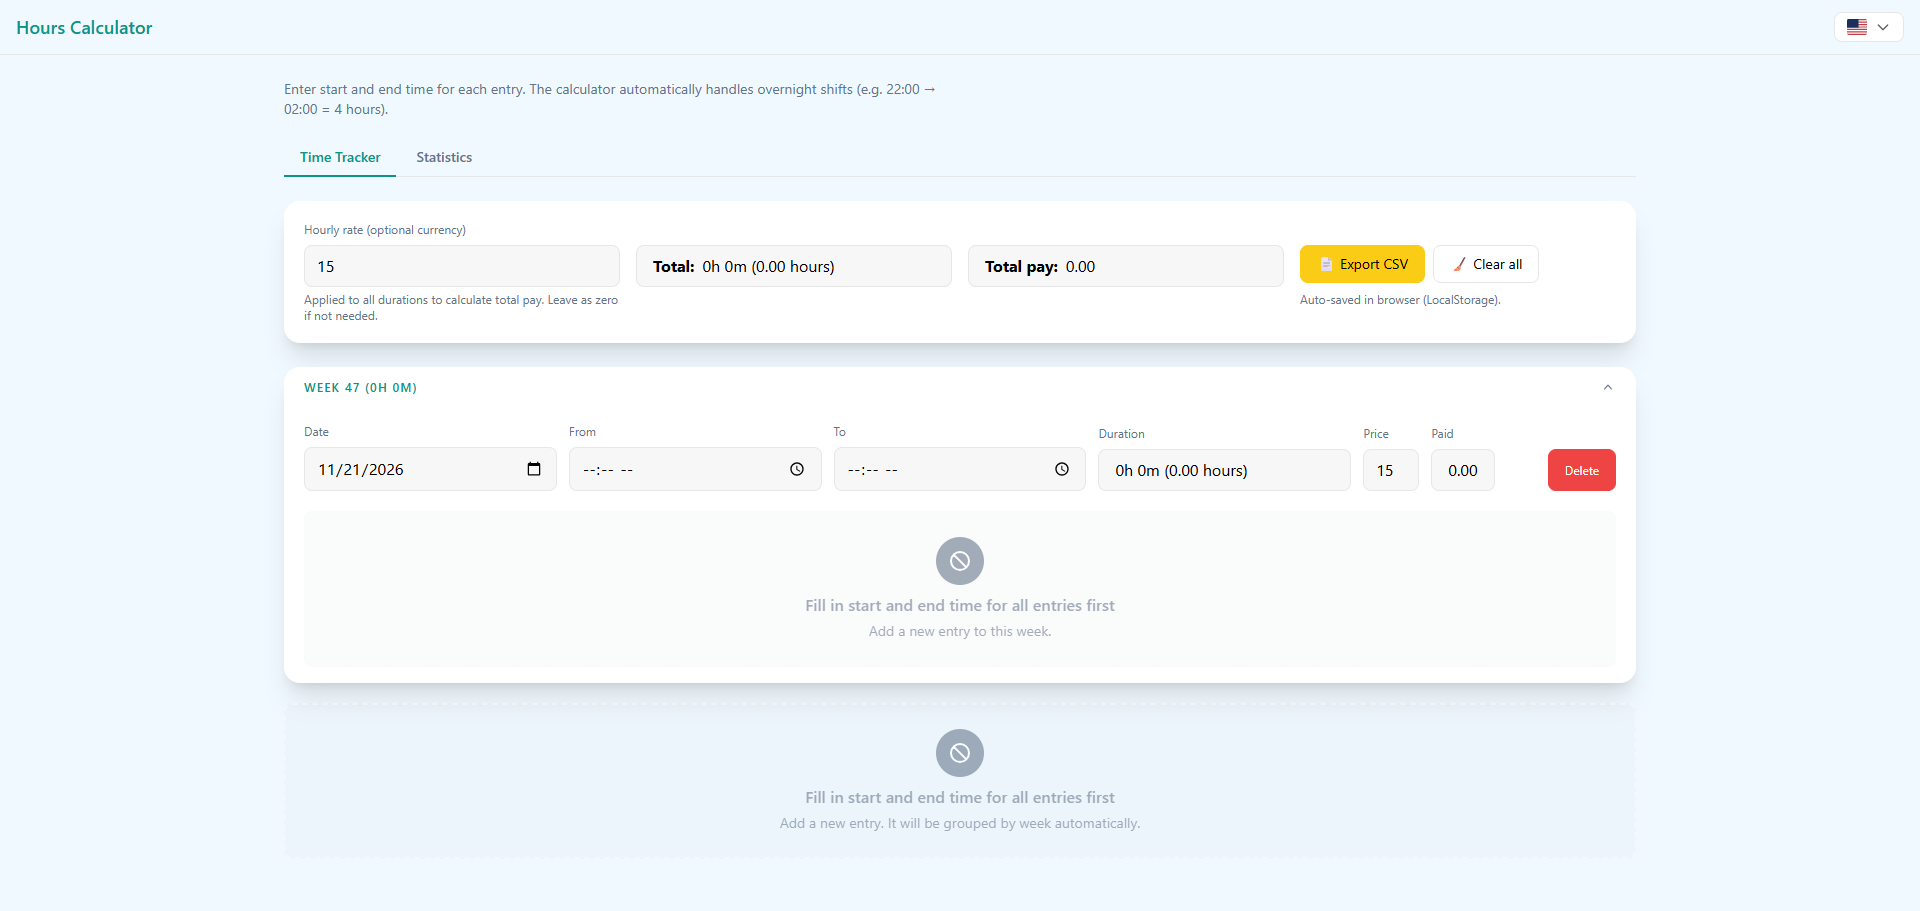 Hours Calculator
Enter start and end time for each entry. The calculator automatically handles overnight shifts (e.g. 22:00 →
02:00 = 4 hours).
Time Tracker
Statistics
Hourly rate (optional currency)
15
Total: 0h 0m (0.00 hours)
Total pay: 0.00
Export CSV
Clear all
Applied to all durations to calculate total pay. Leave as zero
if not needed.
Auto-saved in browser (LocalStorage).
WEEK 47 (0H 0M)
Date
From
To
Duration
Price
Paid
11/21/2026
--:-- --
--:-- --
0h 0m (0.00 hours)
15
0.00
Delete
Fill in start and end time for all entries first
Add a new entry to this week.
Fill in start and end time for all entries first
Add a new entry. It will be grouped by week automatically.